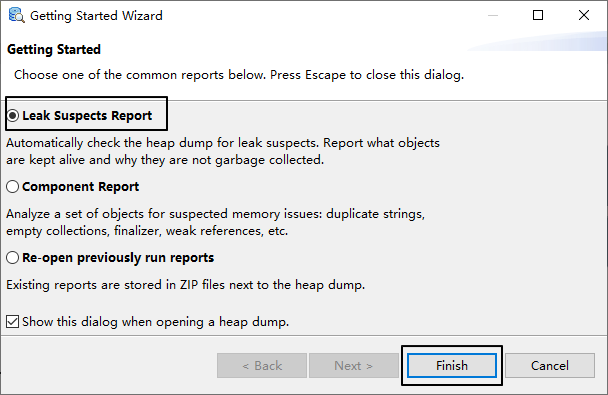 Getting Started Wizard
Getting Started
Choose one of the common reports below. Press Escape to close this dialog.
Leak Suspects Report
Automatically check the heap dump for leak suspects. Report what objects
are kept alive and why they are not garbage collected.
Component Report
Analyze a set of objects for suspected memory issues: duplicate strings,
empty collections, finalizer, weak references, etc.
Re-open previously run reports
Existing reports are stored in ZIP files next to the heap dump.
Show this dialog when opening a heap dump.
< Back Next > Finish Cancel